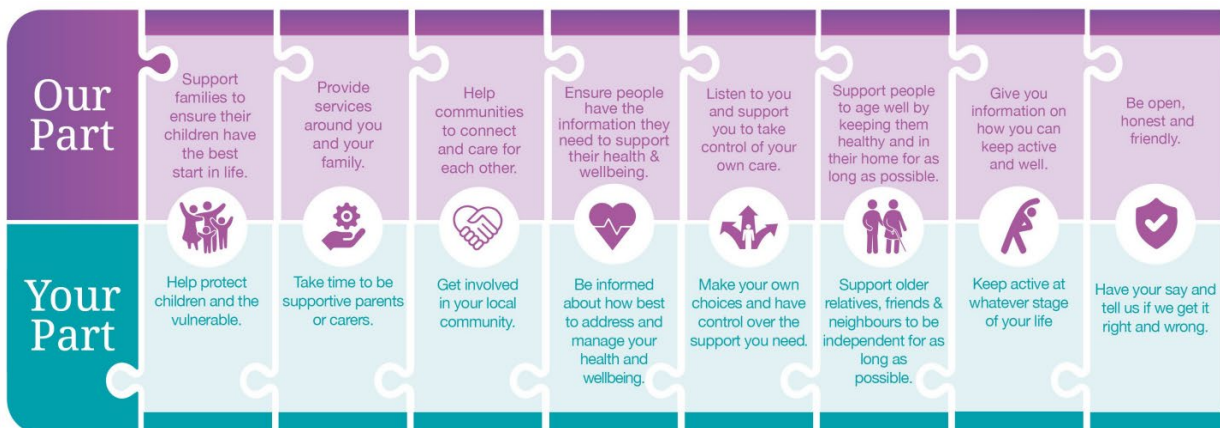 Our
Part
Support
families to
ensure their
children have
the best
start in life.
Provide
services
around you
and your
family.
Help
communities
to connect
and care for
each other.
Ensure people
have the
information they
need to support
their health &
wellbeing.
Listen to you
and support
you to take
control of your
own care.
Support people
to age well by
keeping them
healthy and in
their home for as
long as possible.
Give you
information on
how you can
keep active
and well.
Be open,
honest and
friendly.
Your
Part
Help protect
children and the
vulnerable.
Take time to be
supportive parents
or carers.
Get involved
in your local
community.
Be informed
about how best
to address and
manage your
health and
wellbeing.
Make your own
choices and have
control over the
support you need.
Support older
relatives, friends &
neighbours to be
independent for as
long as
possible.
Keep active at
whatever stage
of your life
Have your say and
tell us if we get it
right and wrong.